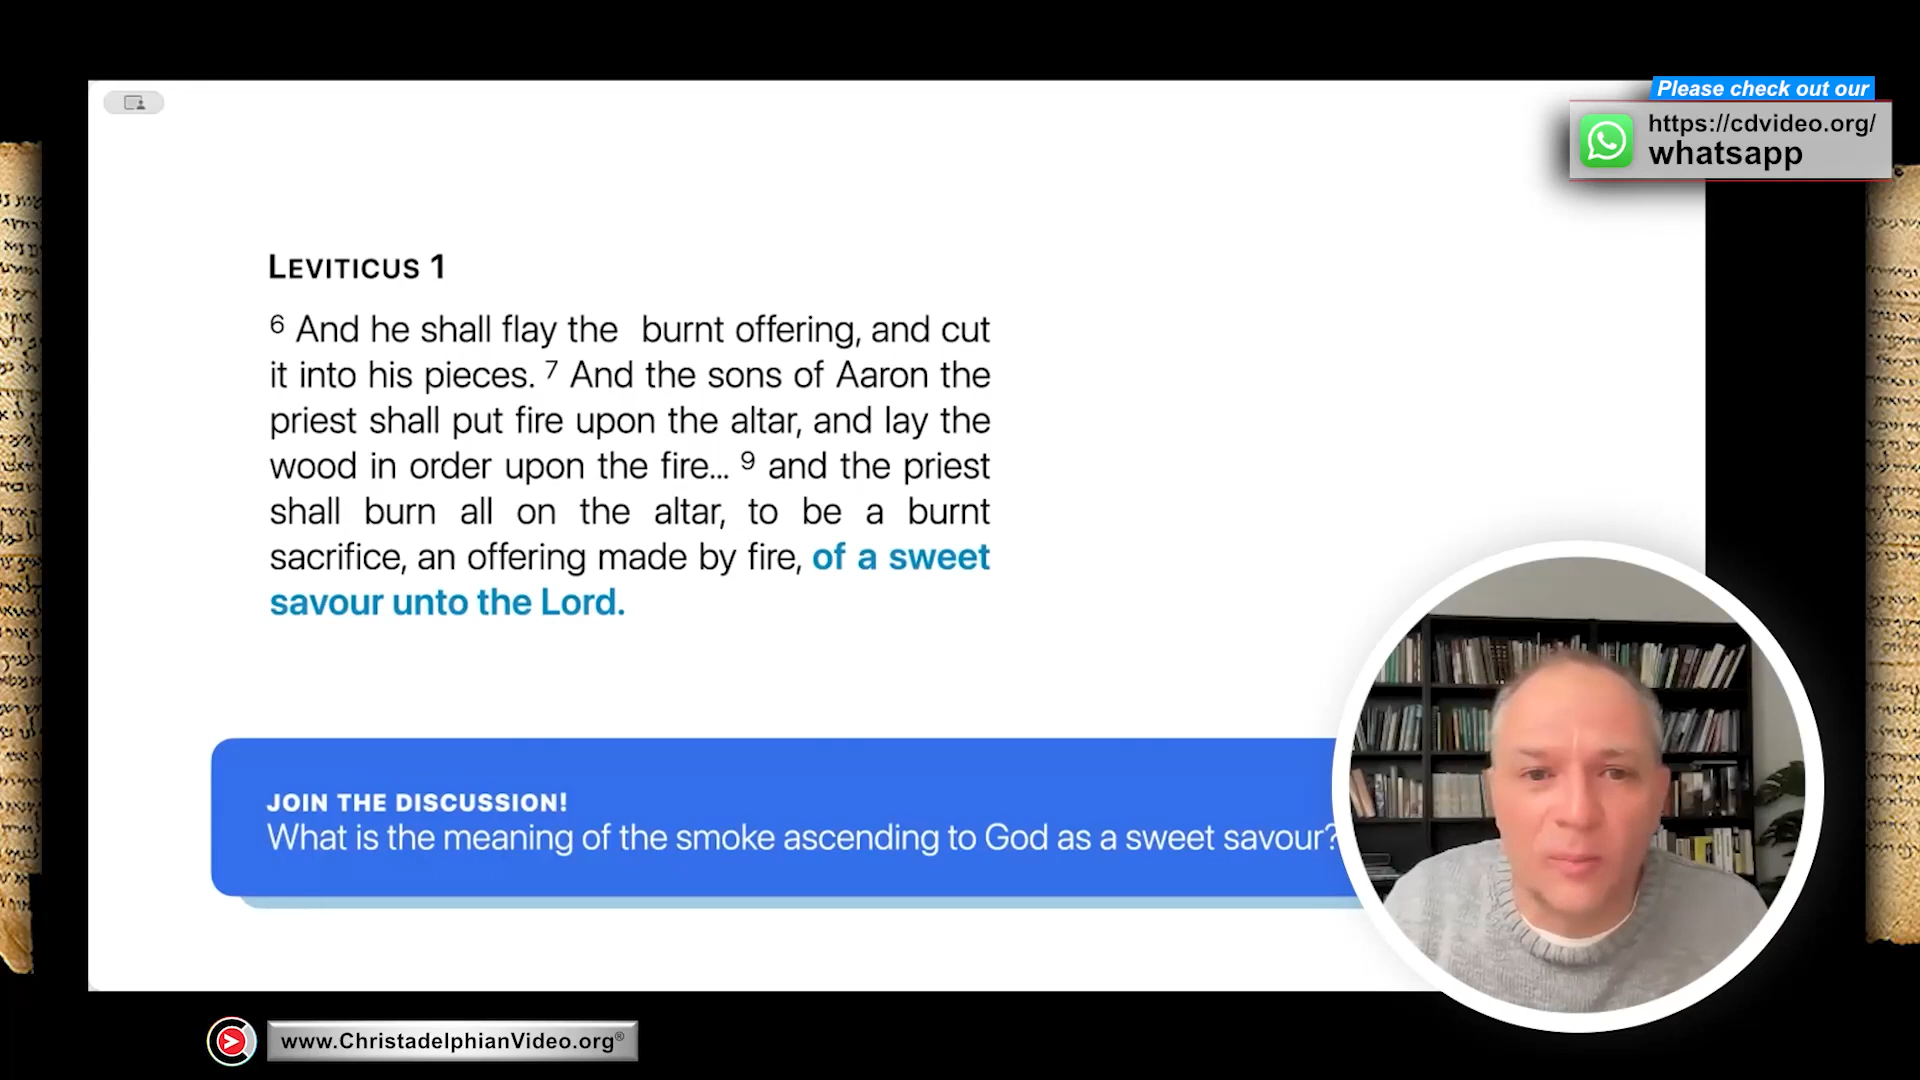 Please check out our
https://cdvideo.org/
whatsapp
LEVITICUS 1
6 And he shall flay the burnt offering, and cut
it into his pieces. 7 And the sons of Aaron the
priest shall put fire upon the altar, and lay the
wood in order upon the fire... 9 and the priest
shall burn all on the altar, to be a burnt
sacrifice, an offering made by fire, of a sweet
savour unto the Lord.
JOIN THE DISCUSSION!
What is the meaning of the smoke ascending to God as a sweet savour?
www.ChristadelphianVideo.org®